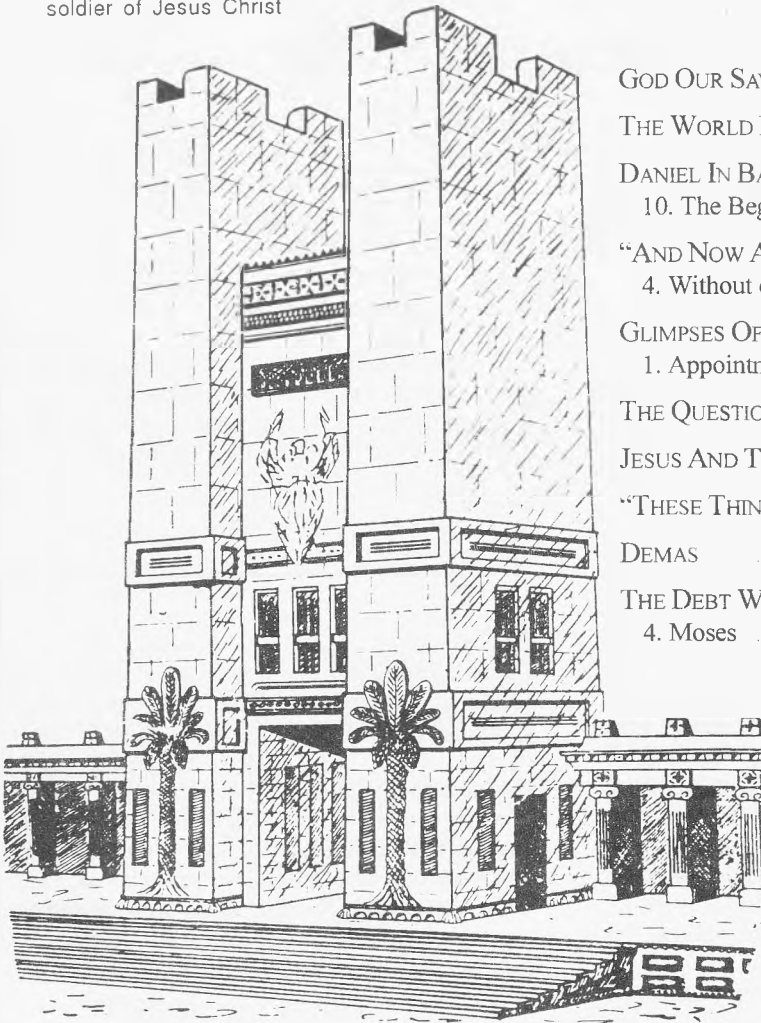 soldier of Jesus Christ
GOD OUR SAV
THE WORLD
DANIEL IN BA
10. The Beg
“AND NOW A
4. Without
GLIMPSES OF
1. Appointm
THE QUESTIO
JESUS AND T
“THESE THIN
DEMAS
THE DEBT W
4. Moses